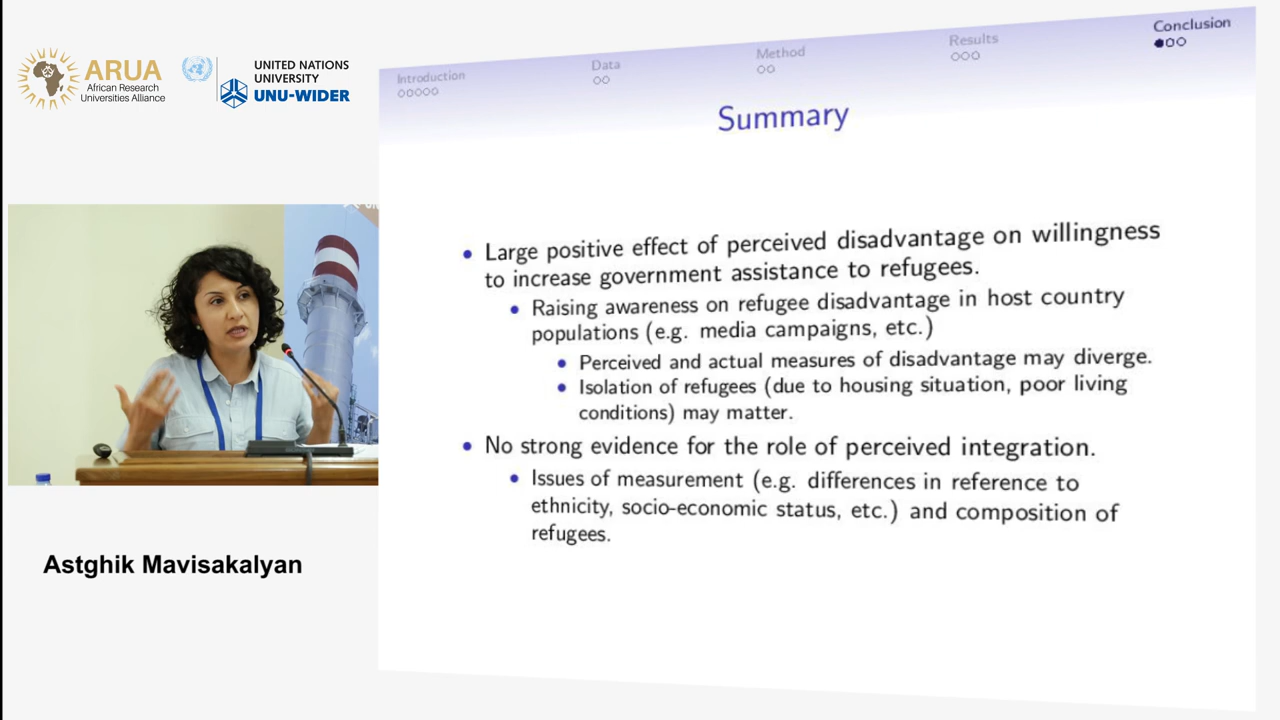 ARUA
African Research
Universities Alliance
UNITED NATIONS
UNIVERSITY
UNU-WIDER
Introduction
Data
Method
Results
Conclusion
Summary
• Large positive effect of perceived disadvantage on willingness
to increase government assistance to refugees.
• Raising awareness on refugee disadvantage in host country
populations (e.g. media campaigns, etc.)
• Perceived and actual measures of disadvantage may diverge.
• Isolation of refugees (due to housing situation, poor living
conditions) may matter.
• No strong evidence for the role of perceived integration.
• Issues of measurement (e.g. differences in reference to
ethnicity, socio-economic status, etc.) and composition of
refugees.
Astghik Mavisakalyan